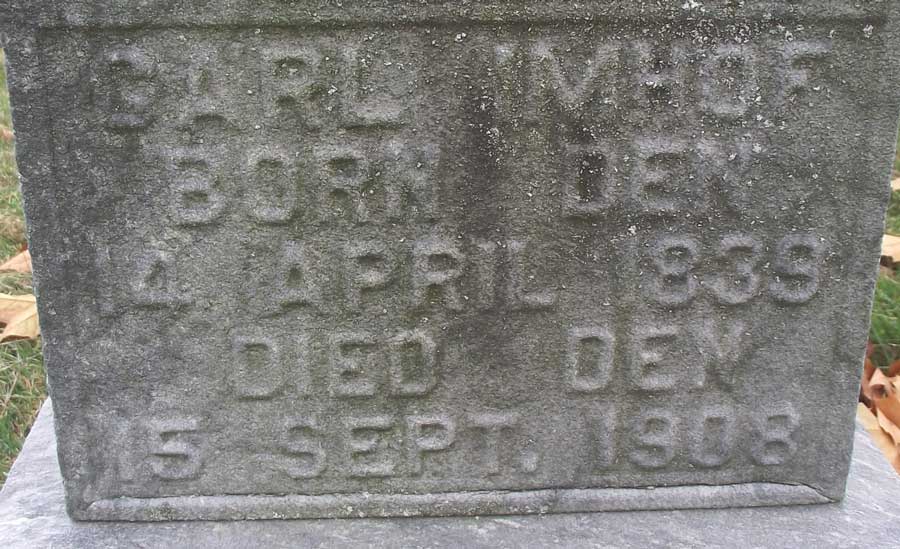 CARL IMHOF
BORN DEN
14. APRIL 1839
DIED DEN
15 SEPT. 1908